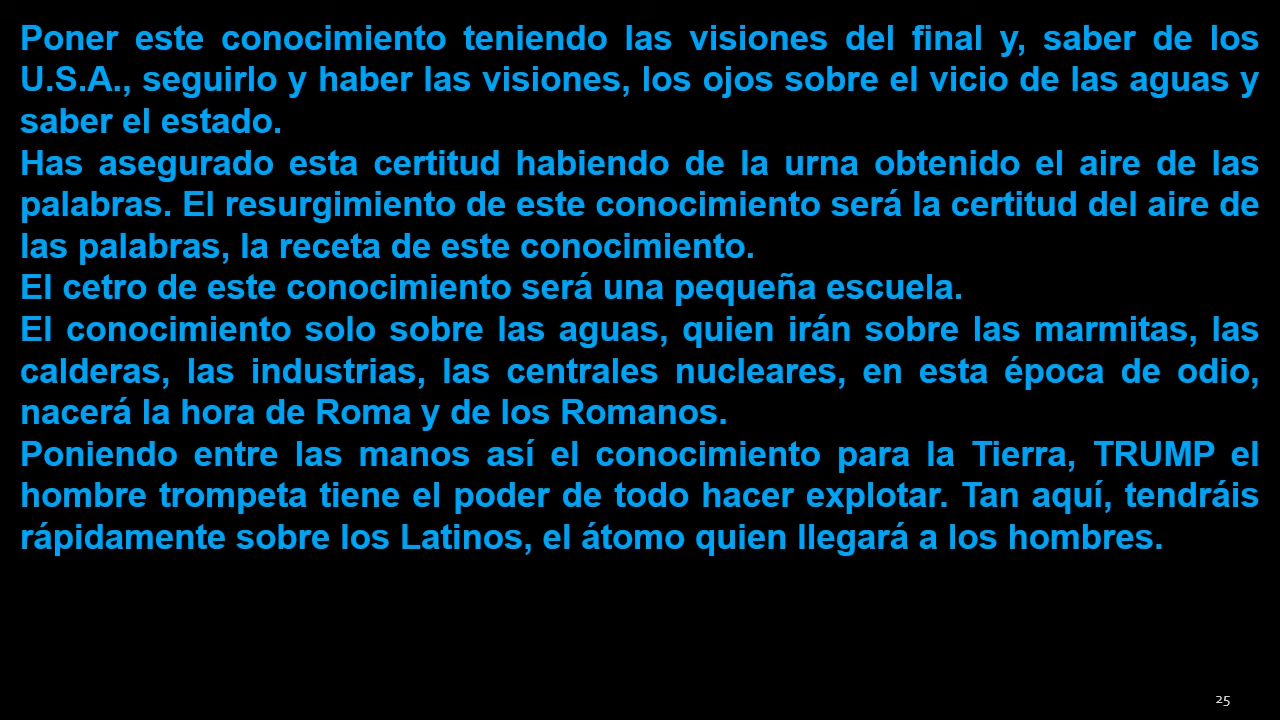 Poner este conocimiento teniendo las visiones del final y, saber de los
U.S.A., seguirlo y haber las visiones, los ojos sobre el vicio de las aguas y
saber el estado.
Has asegurado esta certitud habiendo de la urna obtenido el aire de las
palabras. El resurgimiento de este conocimiento será la certitud del aire de
las palabras, la receta de este conocimiento.
El cetro de este conocimiento será una pequeña escuela.
El conocimiento solo sobre las aguas, quien irán sobre las marmitas, las
calderas, las industrias, las centrales nucleares, en esta época de odio,
nacerá la hora de Roma y de los Romanos.
Poniendo entre las manos así el conocimiento para la Tierra, TRUMP el
hombre trompeta tiene el poder de todo hacer explotar. Tan aquí, tendráis
rápidamente sobre los Latinos, el átomo quien llegará a los hombres.
25